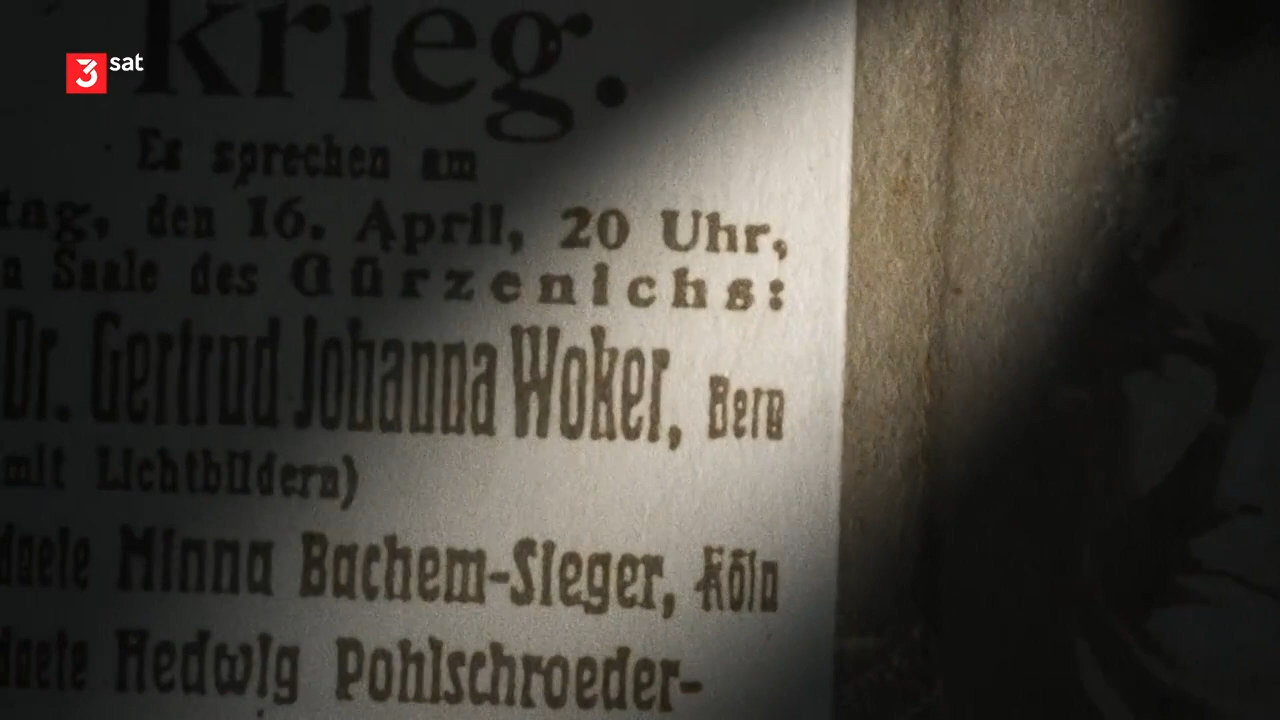 3sat
krieg.
Es sprechen am
tag, den 16. April, 20 Uhr,
Saale des Gürzenichs:
Dr. Gertrud Johanna Woker, Bern
mit Lichtbildern)
Minna Bachem-Sieger, Köln
Hedwig Pohlschroeder-